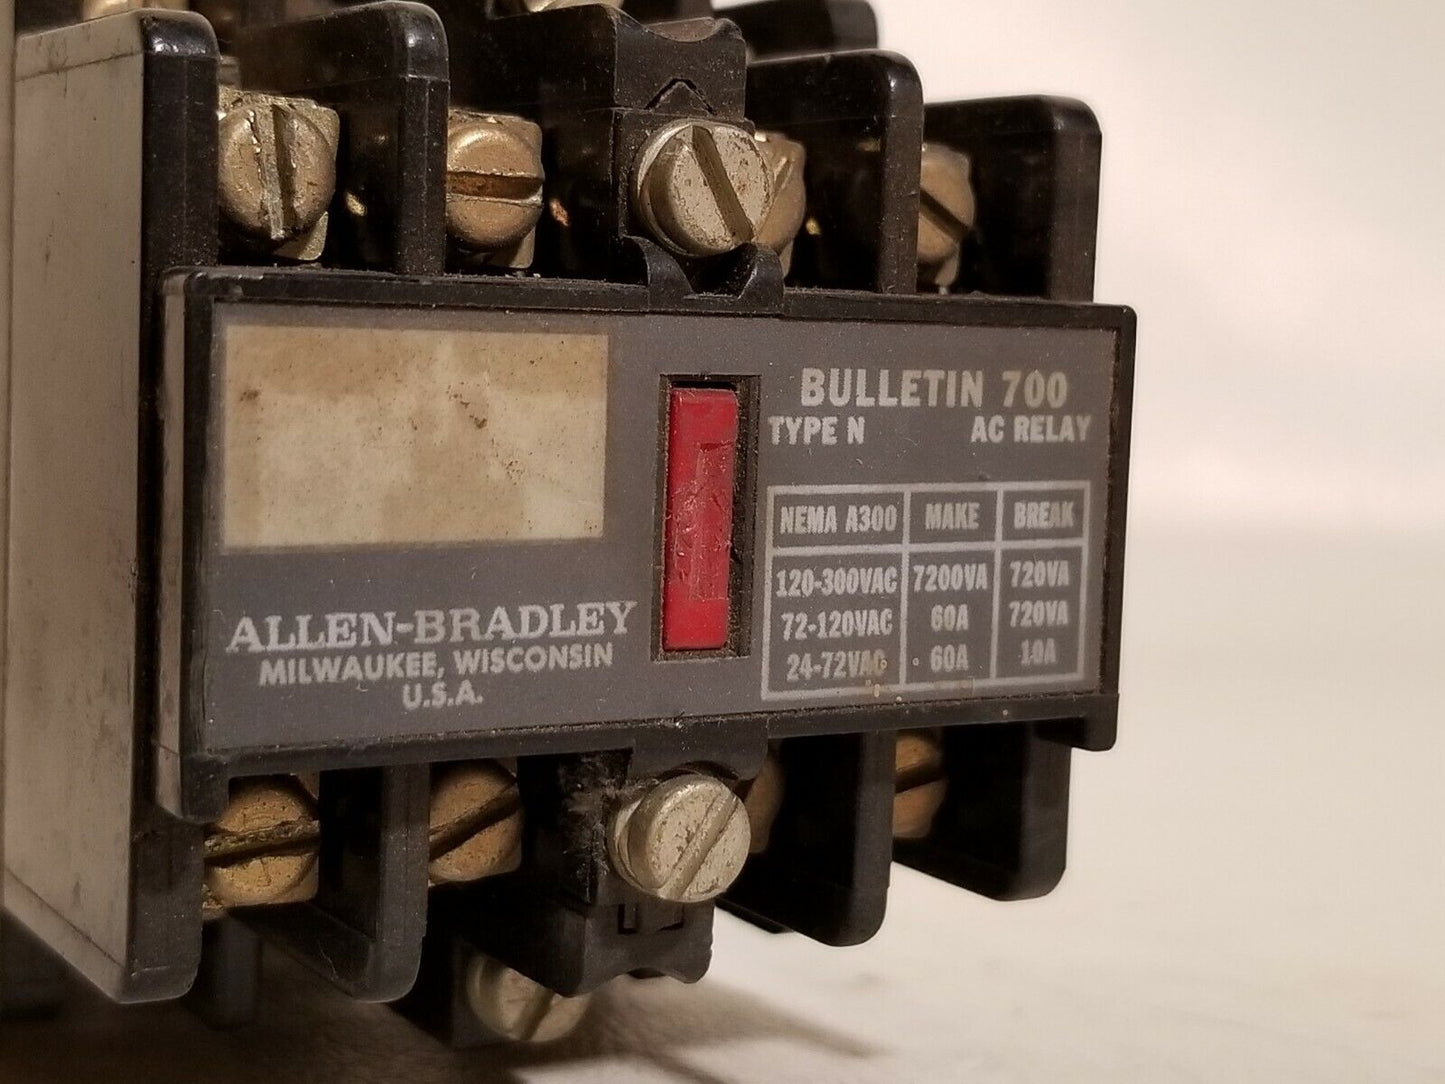 BULLETIN 700
TYPE N AC RELAY
NEMA A300 MAKE BREAK
120-300VAC 7200VA 720VA
72-120VAC 60A 720VA
24-72VAC 60A 10A
ALLEN-BRADLEY
MILWAUKEE, WISCONSIN
U.S.A.